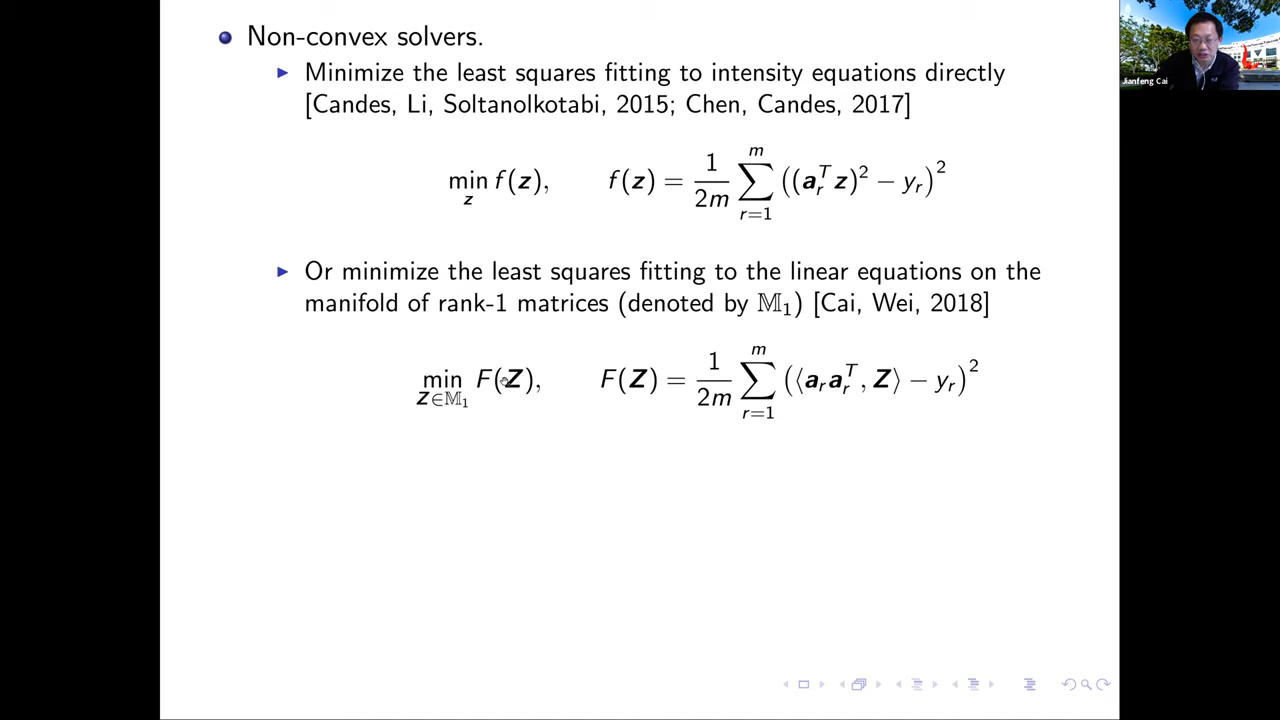 Non-convex solvers.
Minimize the least squares fitting to intensity equations directly
[Candes, Li, Soltanolkotabi, 2015; Chen, Candes, 2017]
min_z f(z), f(z) = 1/2m ∑_{r=1}^{m} ((a_r^T z)^2 − y_r)^2
Or minimize the least squares fitting to the linear equations on the
manifold of rank-1 matrices (denoted by 𝕄_1) [Cai, Wei, 2018]
min_{Z∈𝕄_1} F(Z), F(Z) = 1/2m ∑_{r=1}^{m} (⟨a_r a_r^T, Z⟩ − y_r)^2
Jianfeng Cai